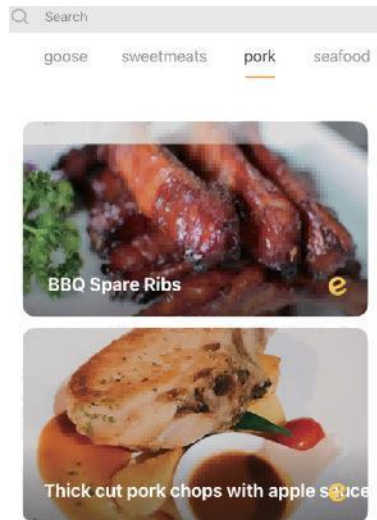 Search
goose sweetmeats pork seafood
BBQ Spare Ribs
e
Thick cut pork chops with apple sauce
e